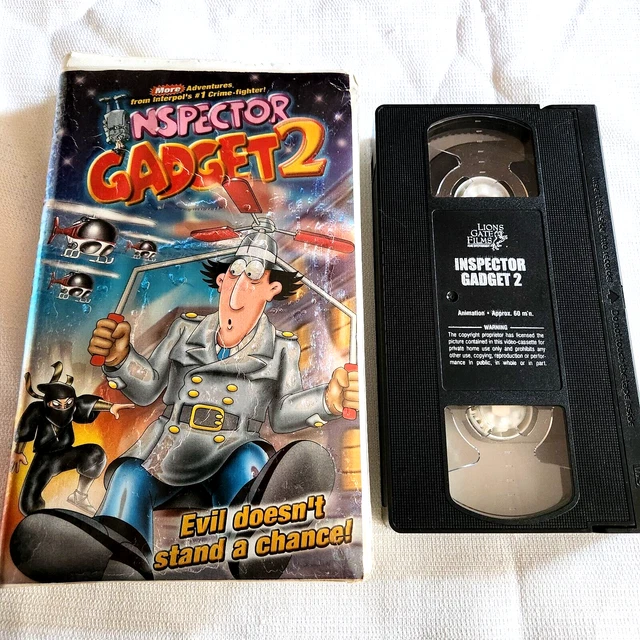 More Adventures
from Interpol's #1 Crime-fighter!
INSPECTOR
GADGET 2
Evil doesn't
stand a chance!
LIONS
GATE
FILMS
INSPECTOR
GADGET 2
Animation • Approx. 60 min.
WARNING
The copyright proprietor has licensed the
picture contained in this video-cassette for
private home use only and prohibits any
other use, copying, reproduction or perfor-
mance in public, in whole or in part.